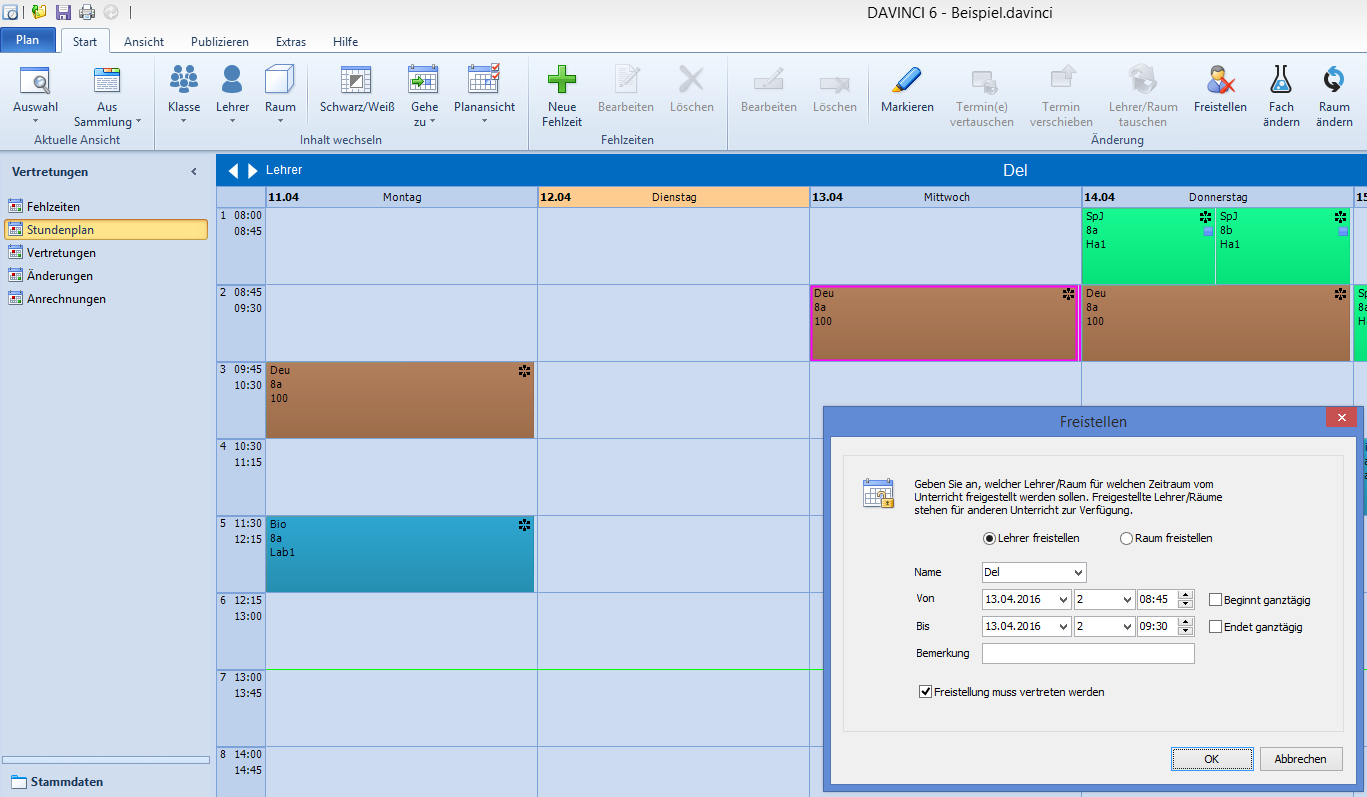 DAVINCI 6 - Beispiel.davinci
Plan Start Ansicht Publizieren Extras Hilfe
Auswahl
Aus
Sammlung
Aktuelle Ansicht
Klasse Lehrer Raum Schwarz/Weiß
Gehe
zu
Planansicht
Inhalt wechseln
Neue
Fehlzeit
Bearbeiten Löschen
Fehlzeiten
Bearbeiten Löschen
Markieren
Termin(e)
vertauschen
Termin
verschieben
Lehrer/Raum
tauschen
Freistellen
Fach
ändern
Raum
ändern
Änderung
Vertretungen
Fehlzeiten
Stundenplan
Vertretungen
Änderungen
Anrechnungen
Stammdaten
Lehrer Del
11.04 Montag 12.04 Dienstag 13.04 Mittwoch 14.04 Donnerstag 15
1 08:00
08:45
SpJ
8a
Ha1
SpJ
8b
Ha1
2 08:45
09:30
Deu
8a
100
Deu
8a
100
Sp
8a
H
3 09:45
10:30
Deu
8a
100
4 10:30
11:15
5 11:30
12:15
Bio
8a
Lab1
6 12:15
13:00
7 13:00
13:45
8 14:00
14:45
Freistellen
Geben Sie an, welcher Lehrer/Raum für welchen Zeitraum vom
Unterricht freigestellt werden sollen. Freigestellte Lehrer/Räume
stehen für anderen Unterricht zur Verfügung.
Lehrer freistellen Raum freistellen
Name Del
Von 13.04.2016 2 08:45 Beginnt ganztägig
Bis 13.04.2016 2 09:30 Endet ganztägig
Bemerkung
Freistellung muss vertreten werden
OK Abbrechen